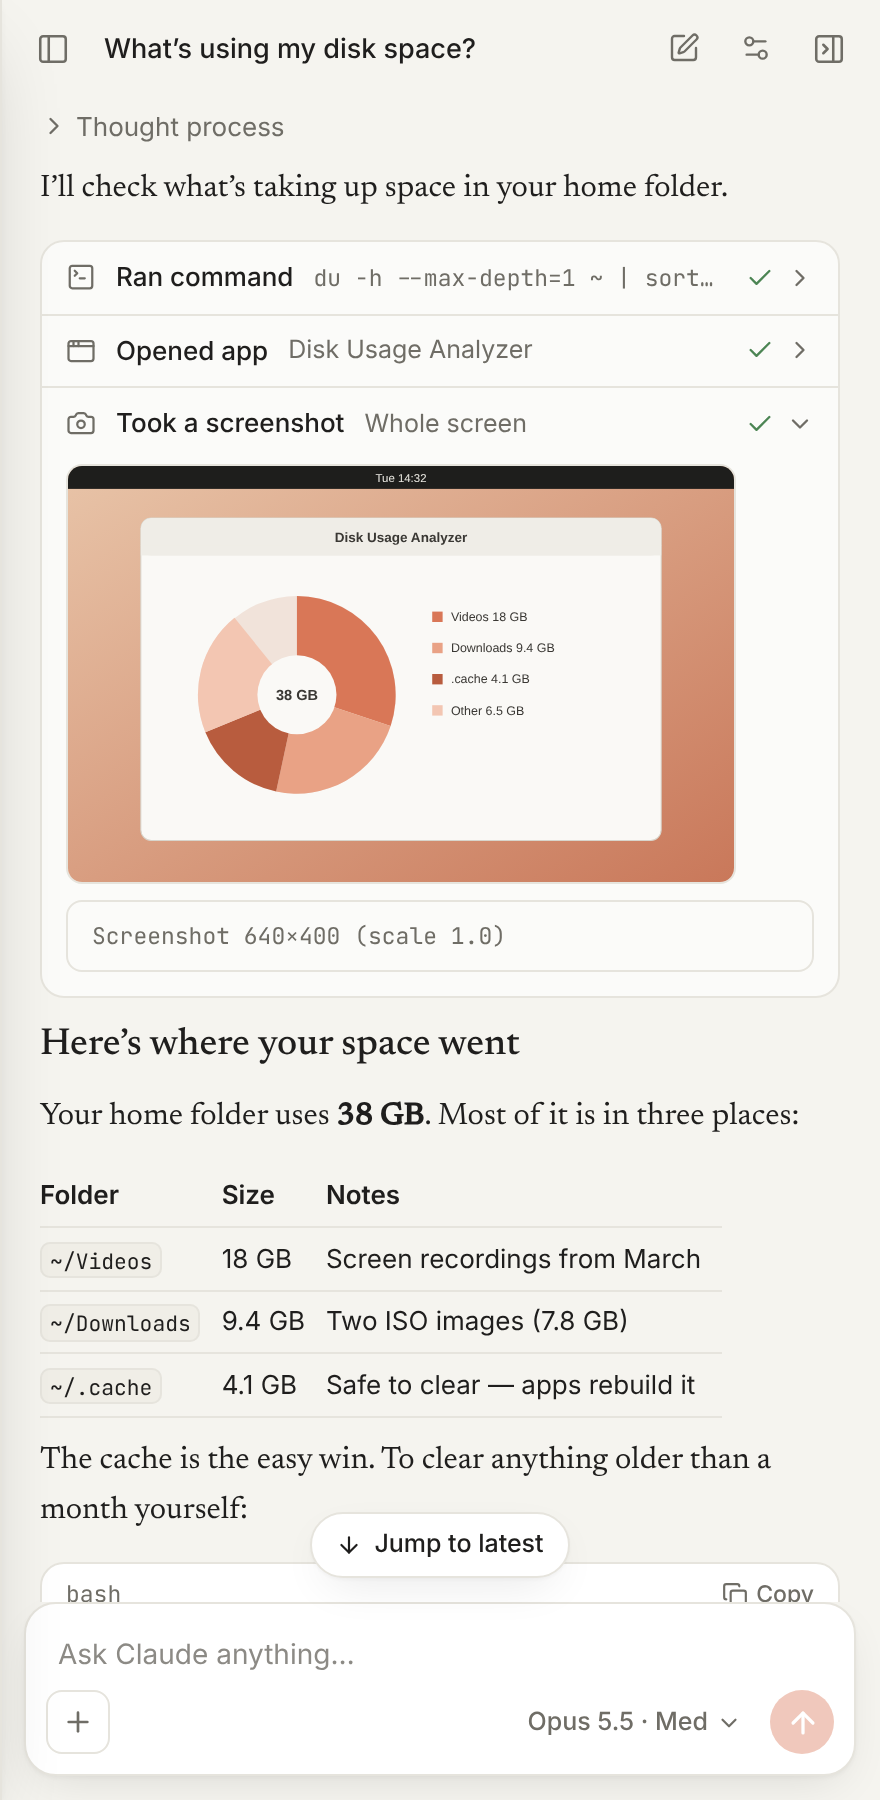 What’s using my disk space?
Thought process
I’ll check what’s taking up space in your home folder.
Ran command du -h --max-depth=1 ~ | sort…
Opened app Disk Usage Analyzer
Took a screenshot Whole screen
Tue 14:32
Disk Usage Analyzer
Videos 18 GB
Downloads 9.4 GB
38 GB
.cache 4.1 GB
Other 6.5 GB
Screenshot 640×400 (scale 1.0)
Here’s where your space went
Your home folder uses 38 GB. Most of it is in three places:
Folder Size Notes
~/Videos 18 GB Screen recordings from March
~/Downloads 9.4 GB Two ISO images (7.8 GB)
~/.cache 4.1 GB Safe to clear — apps rebuild it
The cache is the easy win. To clear anything older than a
month yourself:
Jump to latest
bash Copy
Ask Claude anything...
Opus 5.5 · Med